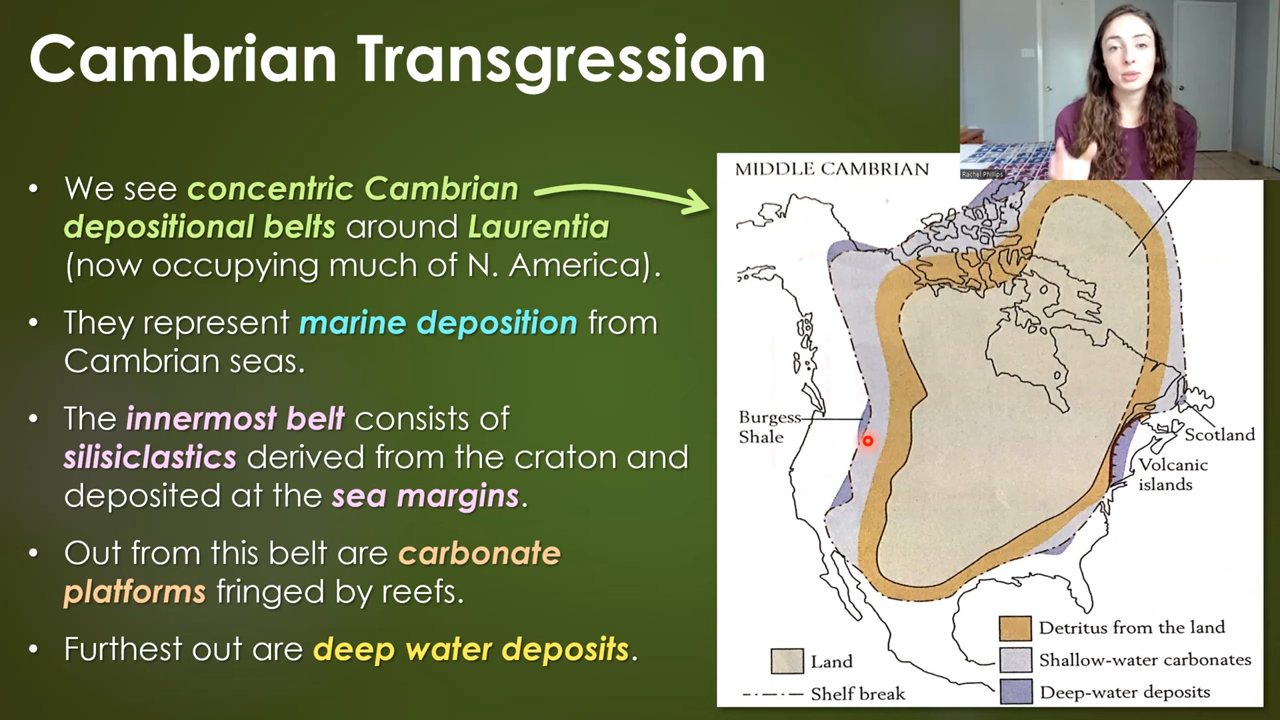 Cambrian Transgression
Rachel Phillips
• We see concentric Cambrian
depositional belts around Laurentia
(now occupying much of N. America).
• They represent marine deposition from
Cambrian seas.
• The innermost belt consists of
silisiclastics derived from the craton and
deposited at the sea margins.
• Out from this belt are carbonate
platforms fringed by reefs.
• Furthest out are deep water deposits.
MIDDLE CAMBRIAN
Burgess
Shale
Scotland
Volcanic
islands
Land
Shelf break
Detritus from the land
Shallow-water carbonates
Deep-water deposits